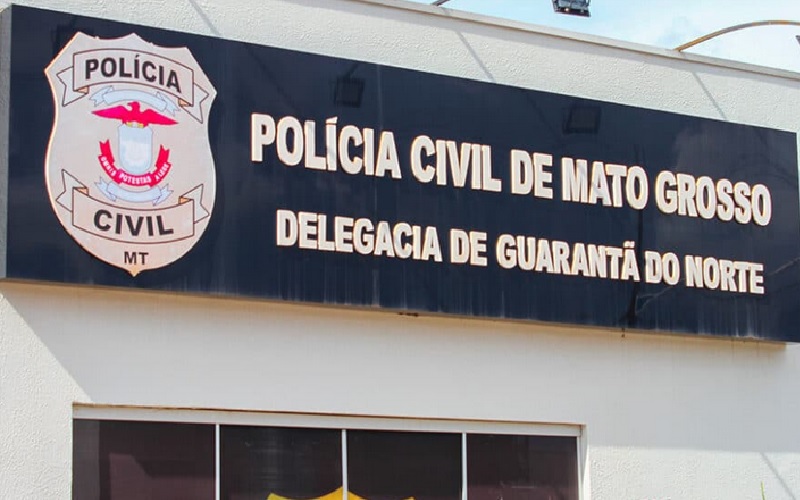 POLÍCIA
CIVIL
MT
POLÍCIA CIVIL DE MATO GROSSO
DELEGACIA DE GUARANTÃ DO NORTE